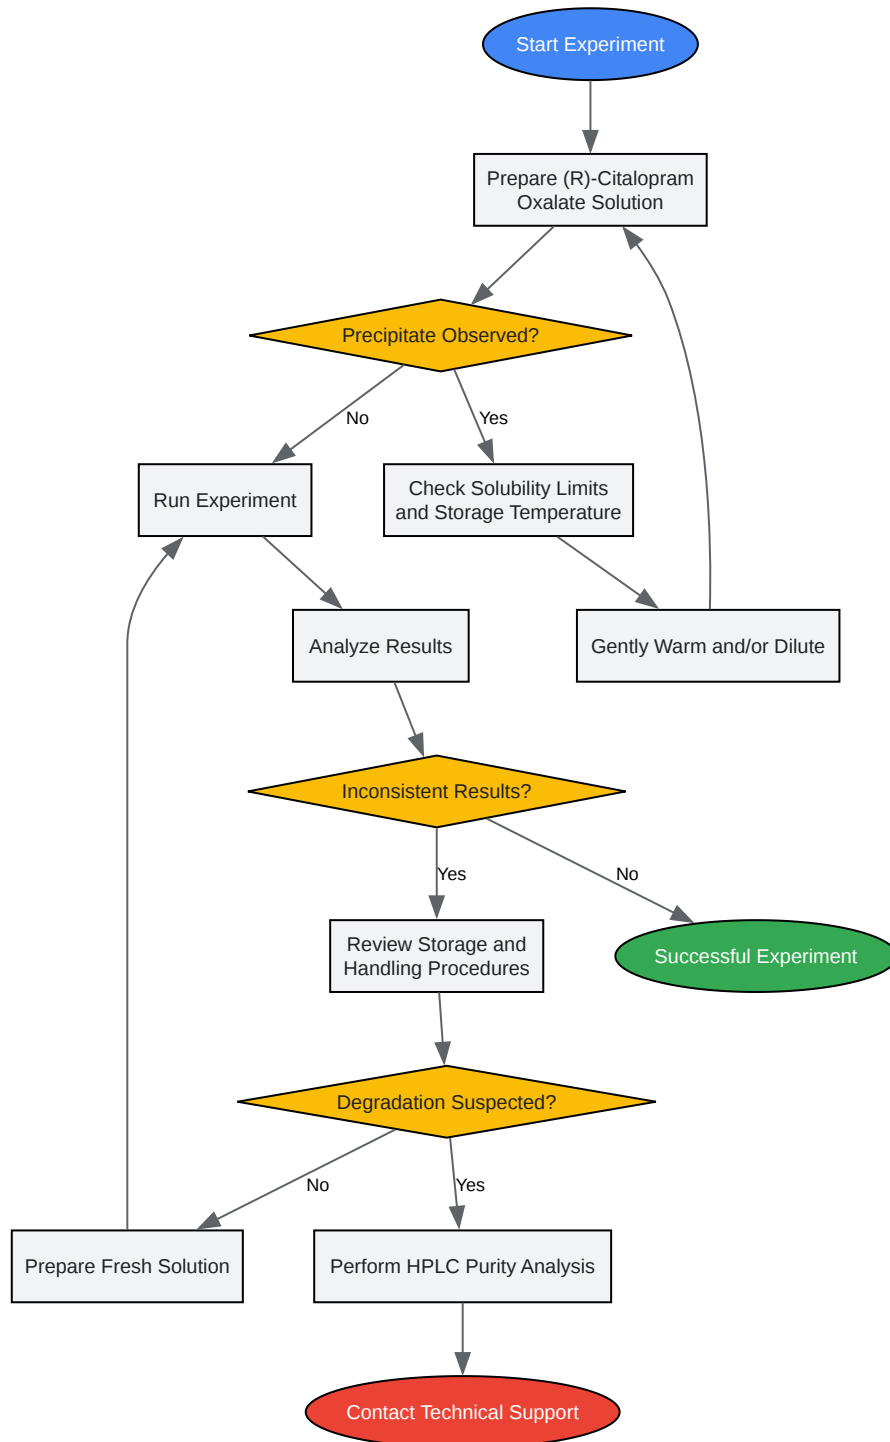 Start Experiment
Prepare (R)-Citalopram
Oxalate Solution
Precipitate Observed?
No
Yes
Run Experiment
Check Solubility Limits
and Storage Temperature
Analyze Results
Gently Warm and/or Dilute
Inconsistent Results?
Yes
No
Review Storage and
Handling Procedures
Successful Experiment
Degradation Suspected?
No
Yes
Prepare Fresh Solution
Perform HPLC Purity Analysis
Contact Technical Support